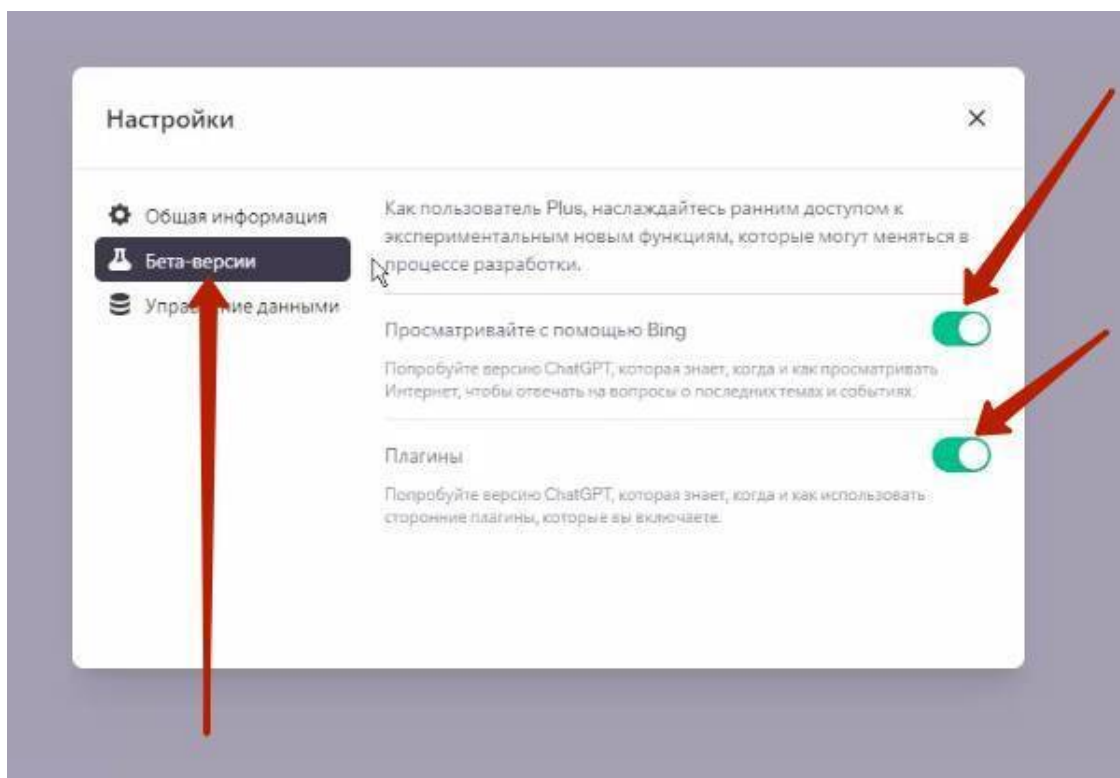 Настройки
Общая информация
Бета-версии
Управление данными
Как пользователь Plus, наслаждайтесь ранним доступом к
экспериментальным новым функциям, которые могут меняться в
процессе разработки.
Просматривайте с помощью Bing
Попробуйте версию ChatGPT, которая знает, когда и как просматривать
Интернет, чтобы отвечать на вопросы о последних темах и событиях.
Плагины
Попробуйте версию ChatGPT, которая знает, когда и как использовать
сторонние плагины, которые вы включаете.